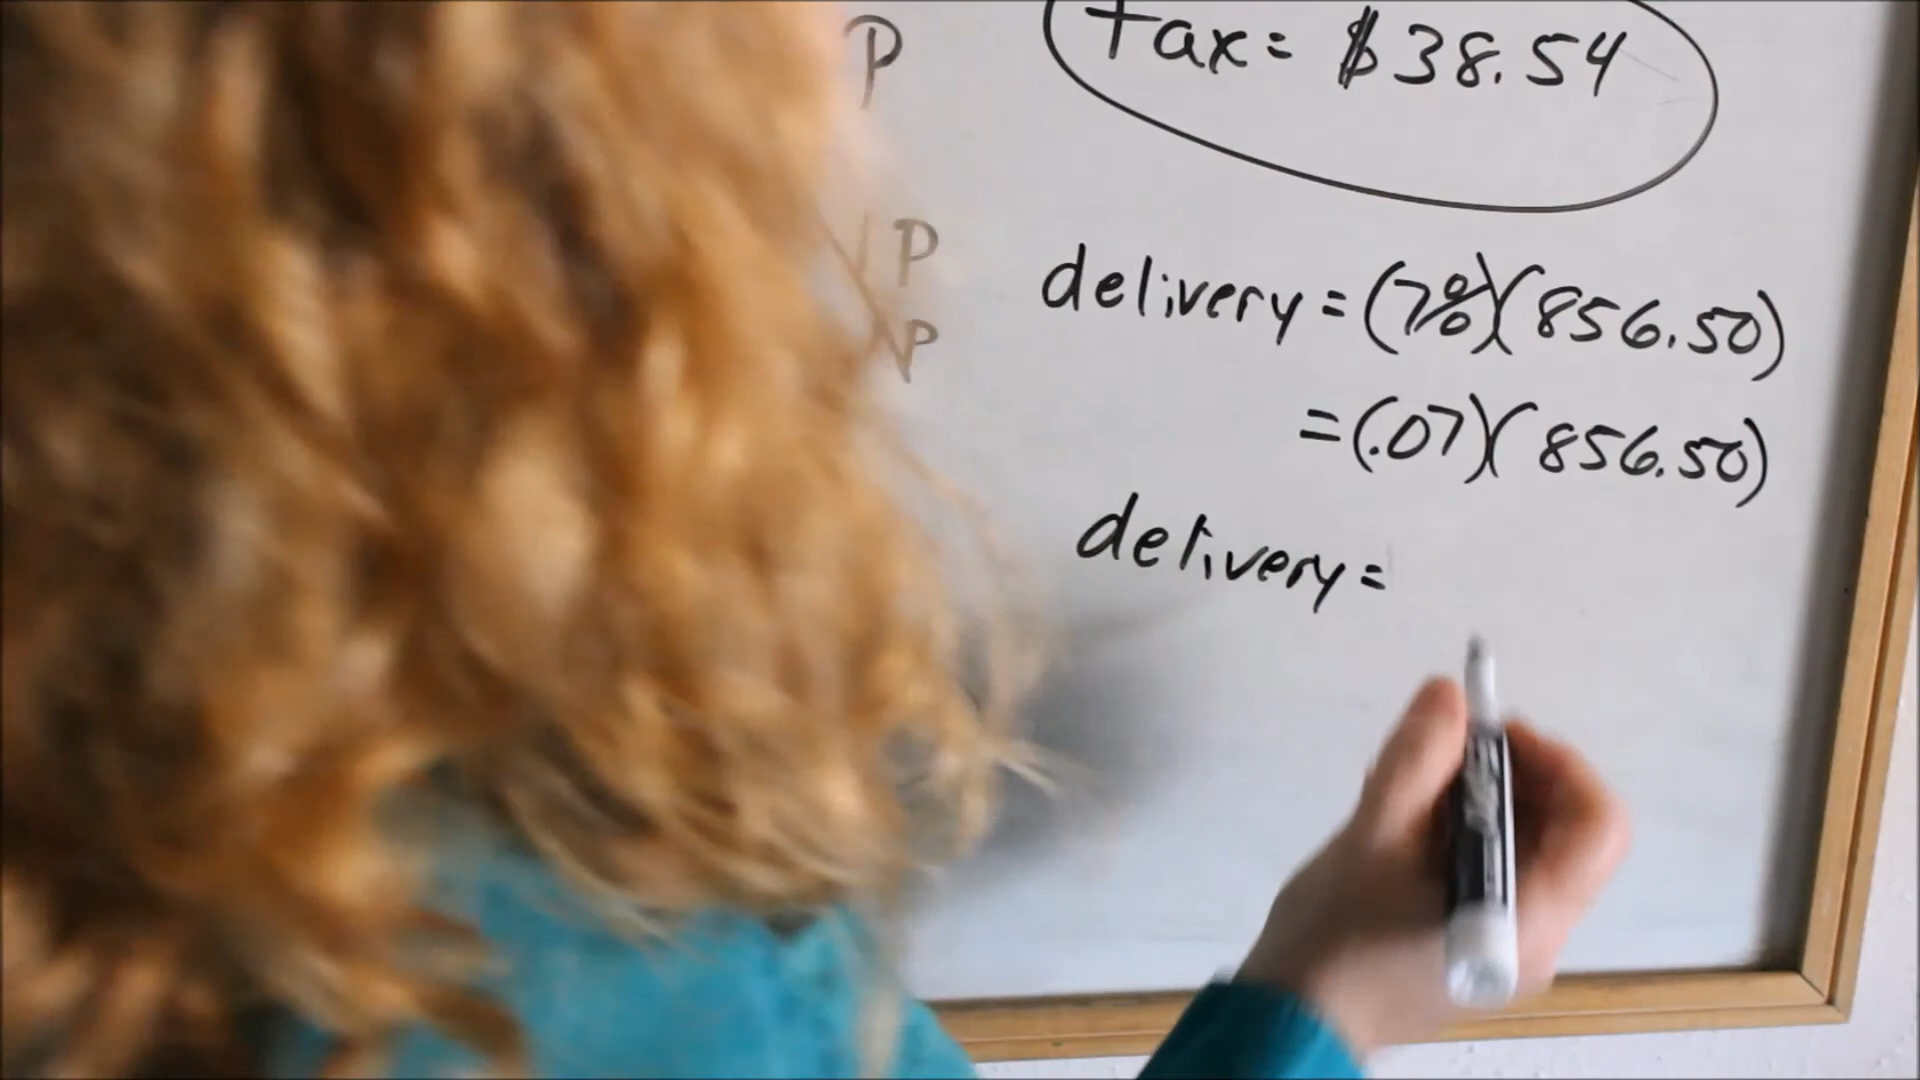 tax = $38.54
P
delivery = (7%)(856.50)
P
= (.07)(856.50)
P
delivery =